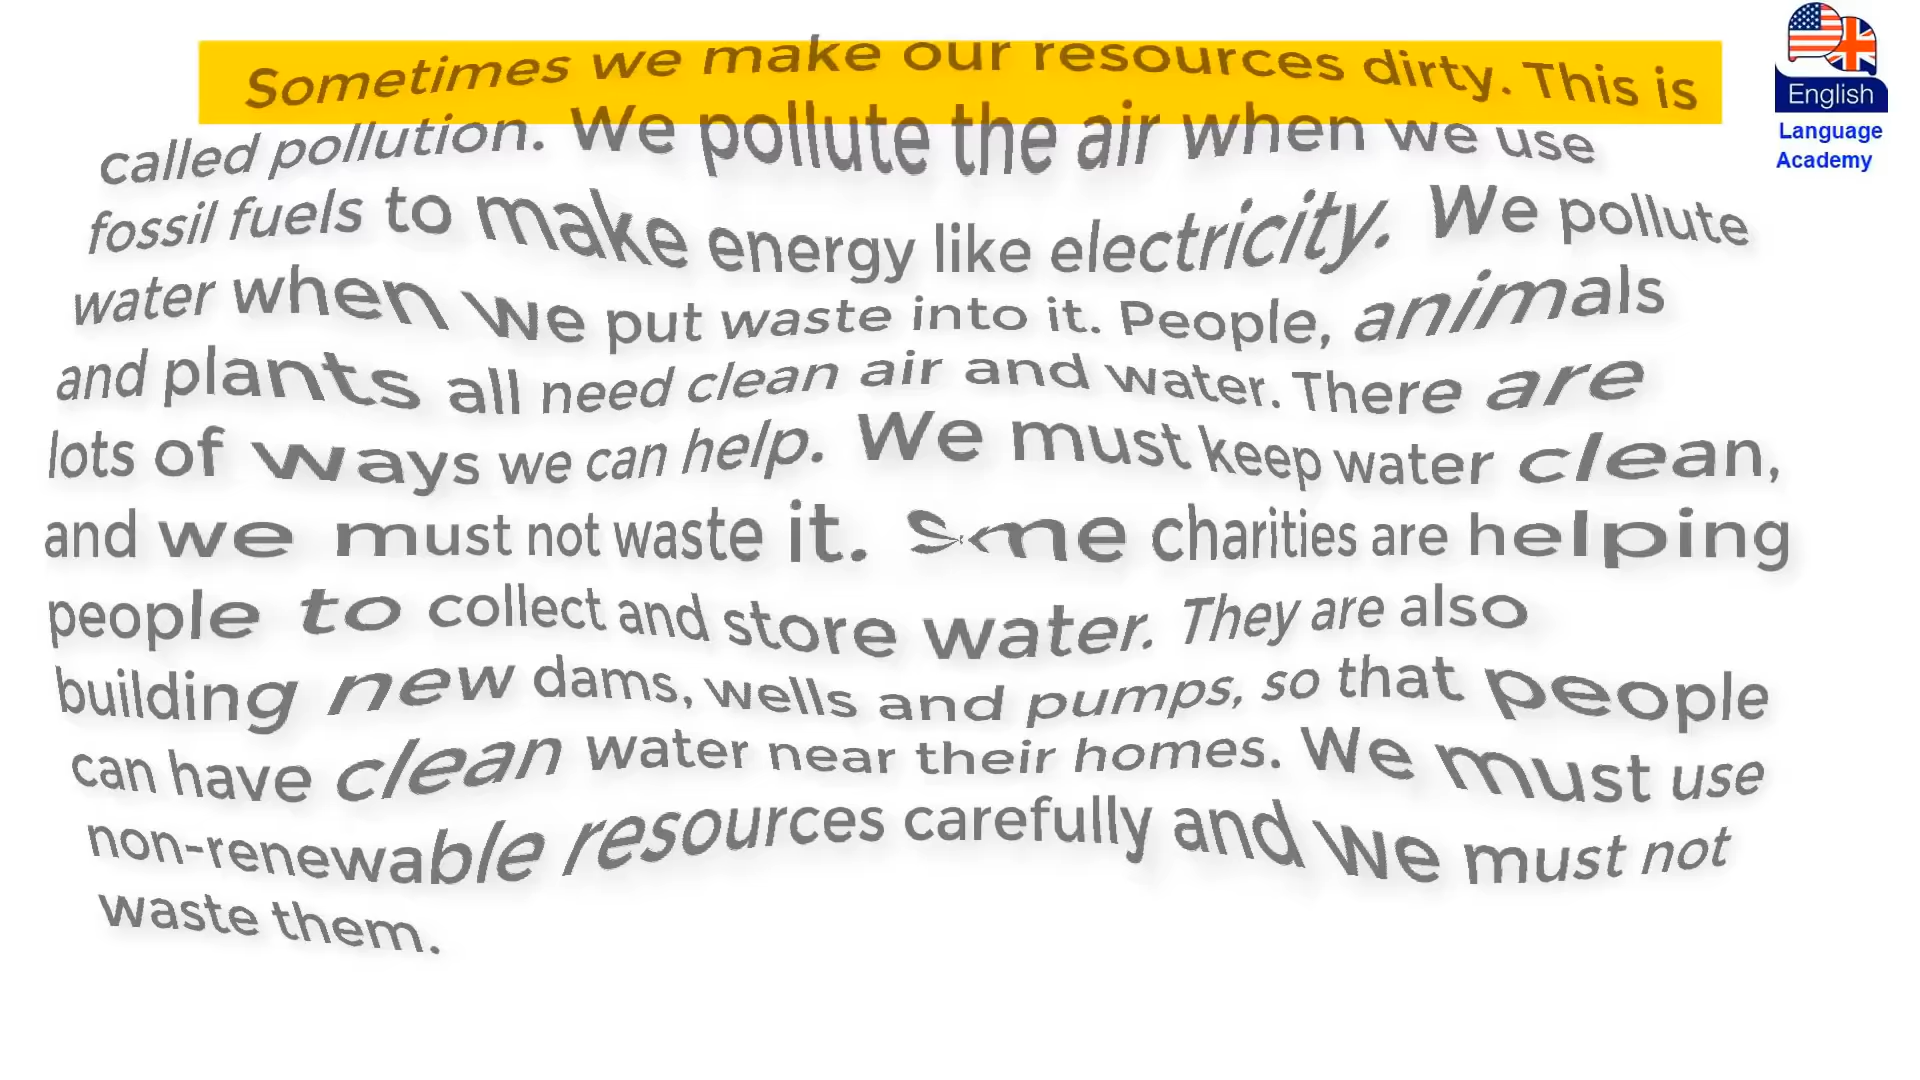 Sometimes we make our resources dirty. This is
called pollution. We pollute the air when we use
fossil fuels to make energy like electricity. We pollute
water when we put waste into it. People, animals
and plants all need clean air and water. There are
lots of ways we can help. We must keep water clean,
and we must not waste it. Some charities are helping
people to collect and store water. They are also
building new dams, wells and pumps, so that people
can have clean water near their homes. We must use
non-renewable resources carefully and we must not
waste them.
English
Language
Academy